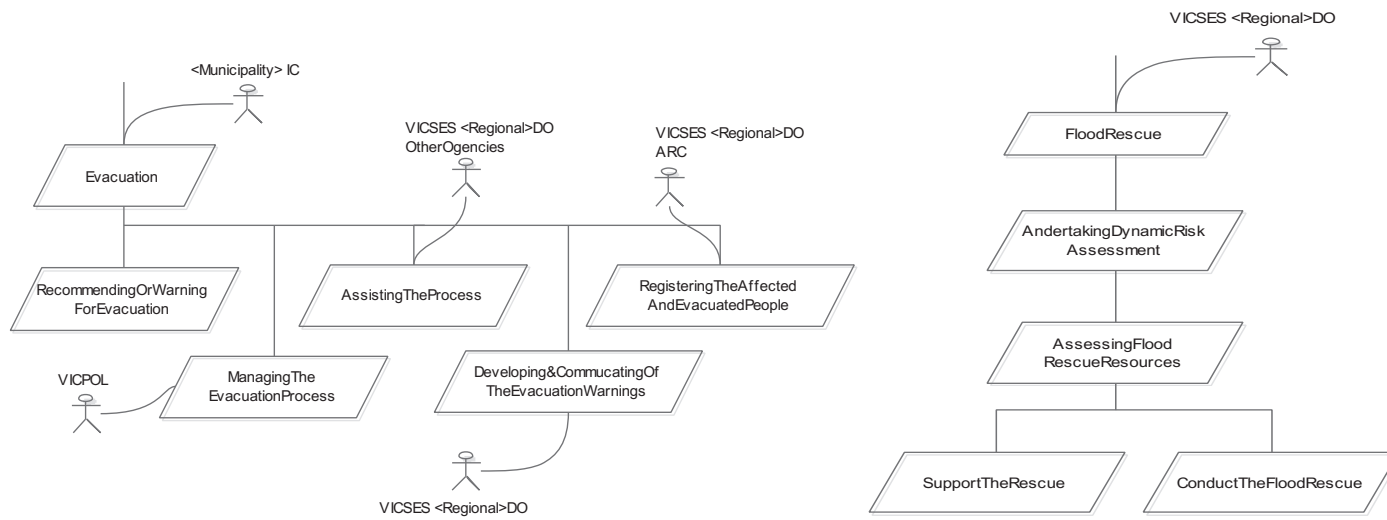 <Municipality> IC
Evacuation
VICSES <Regional>DO
OtherOgencies
VICSES <Regional>DO
ARC
RecommendingOrWarning
ForEvacuation
AssistingTheProcess
RegisteringTheAffected
AndEvacuatedPeople
VICPOL
ManagingThe
EvacuationProcess
Developing&CommucatingOf
TheEvacuationWarnings
VICSES <Regional>DO
VICSES <Regional>DO
FloodRescue
AndertakingDynamicRisk
Assessment
AssessingFlood
RescueResources
SupportTheRescue
ConductTheFloodRescue